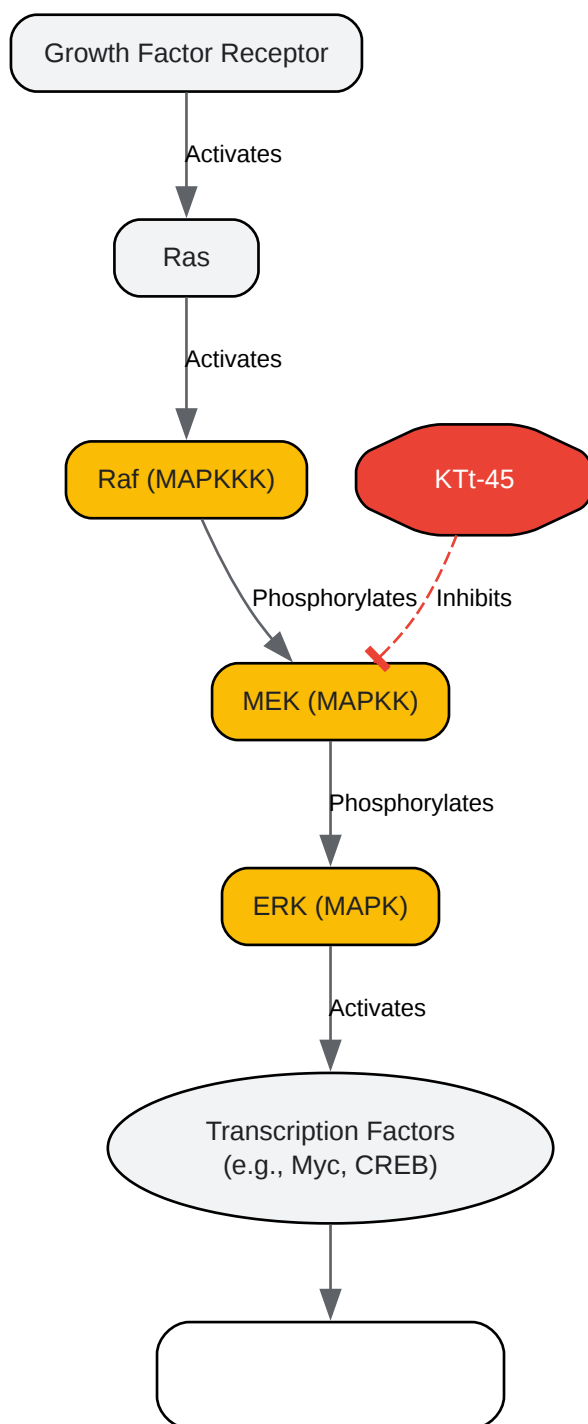 Growth Factor Receptor
Activates
Ras
Activates
Raf (MAPKKK)
KTt-45
Phosphorylates
Inhibits
MEK (MAPKK)
Phosphorylates
ERK (MAPK)
Activates
Transcription Factors
(e.g., Myc, CREB)